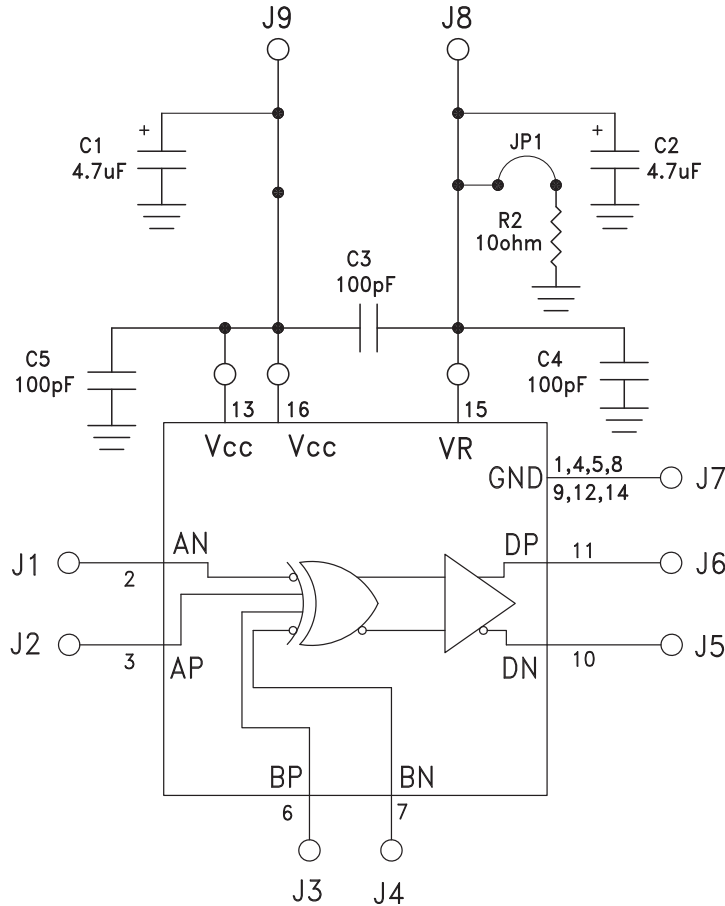 J9
J8
+
C1
4.7uF
JP1
+
C2
4.7uF
R2
10ohm
C3
100pF
C5
100pF
C4
100pF
13
16
15
Vcc
Vcc
VR
GND
1,4,5,8
9,12,14
J7
J1
2
AN
DP
11
J6
J2
3
AP
DN
10
J5
BP
BN
6
7
J3
J4